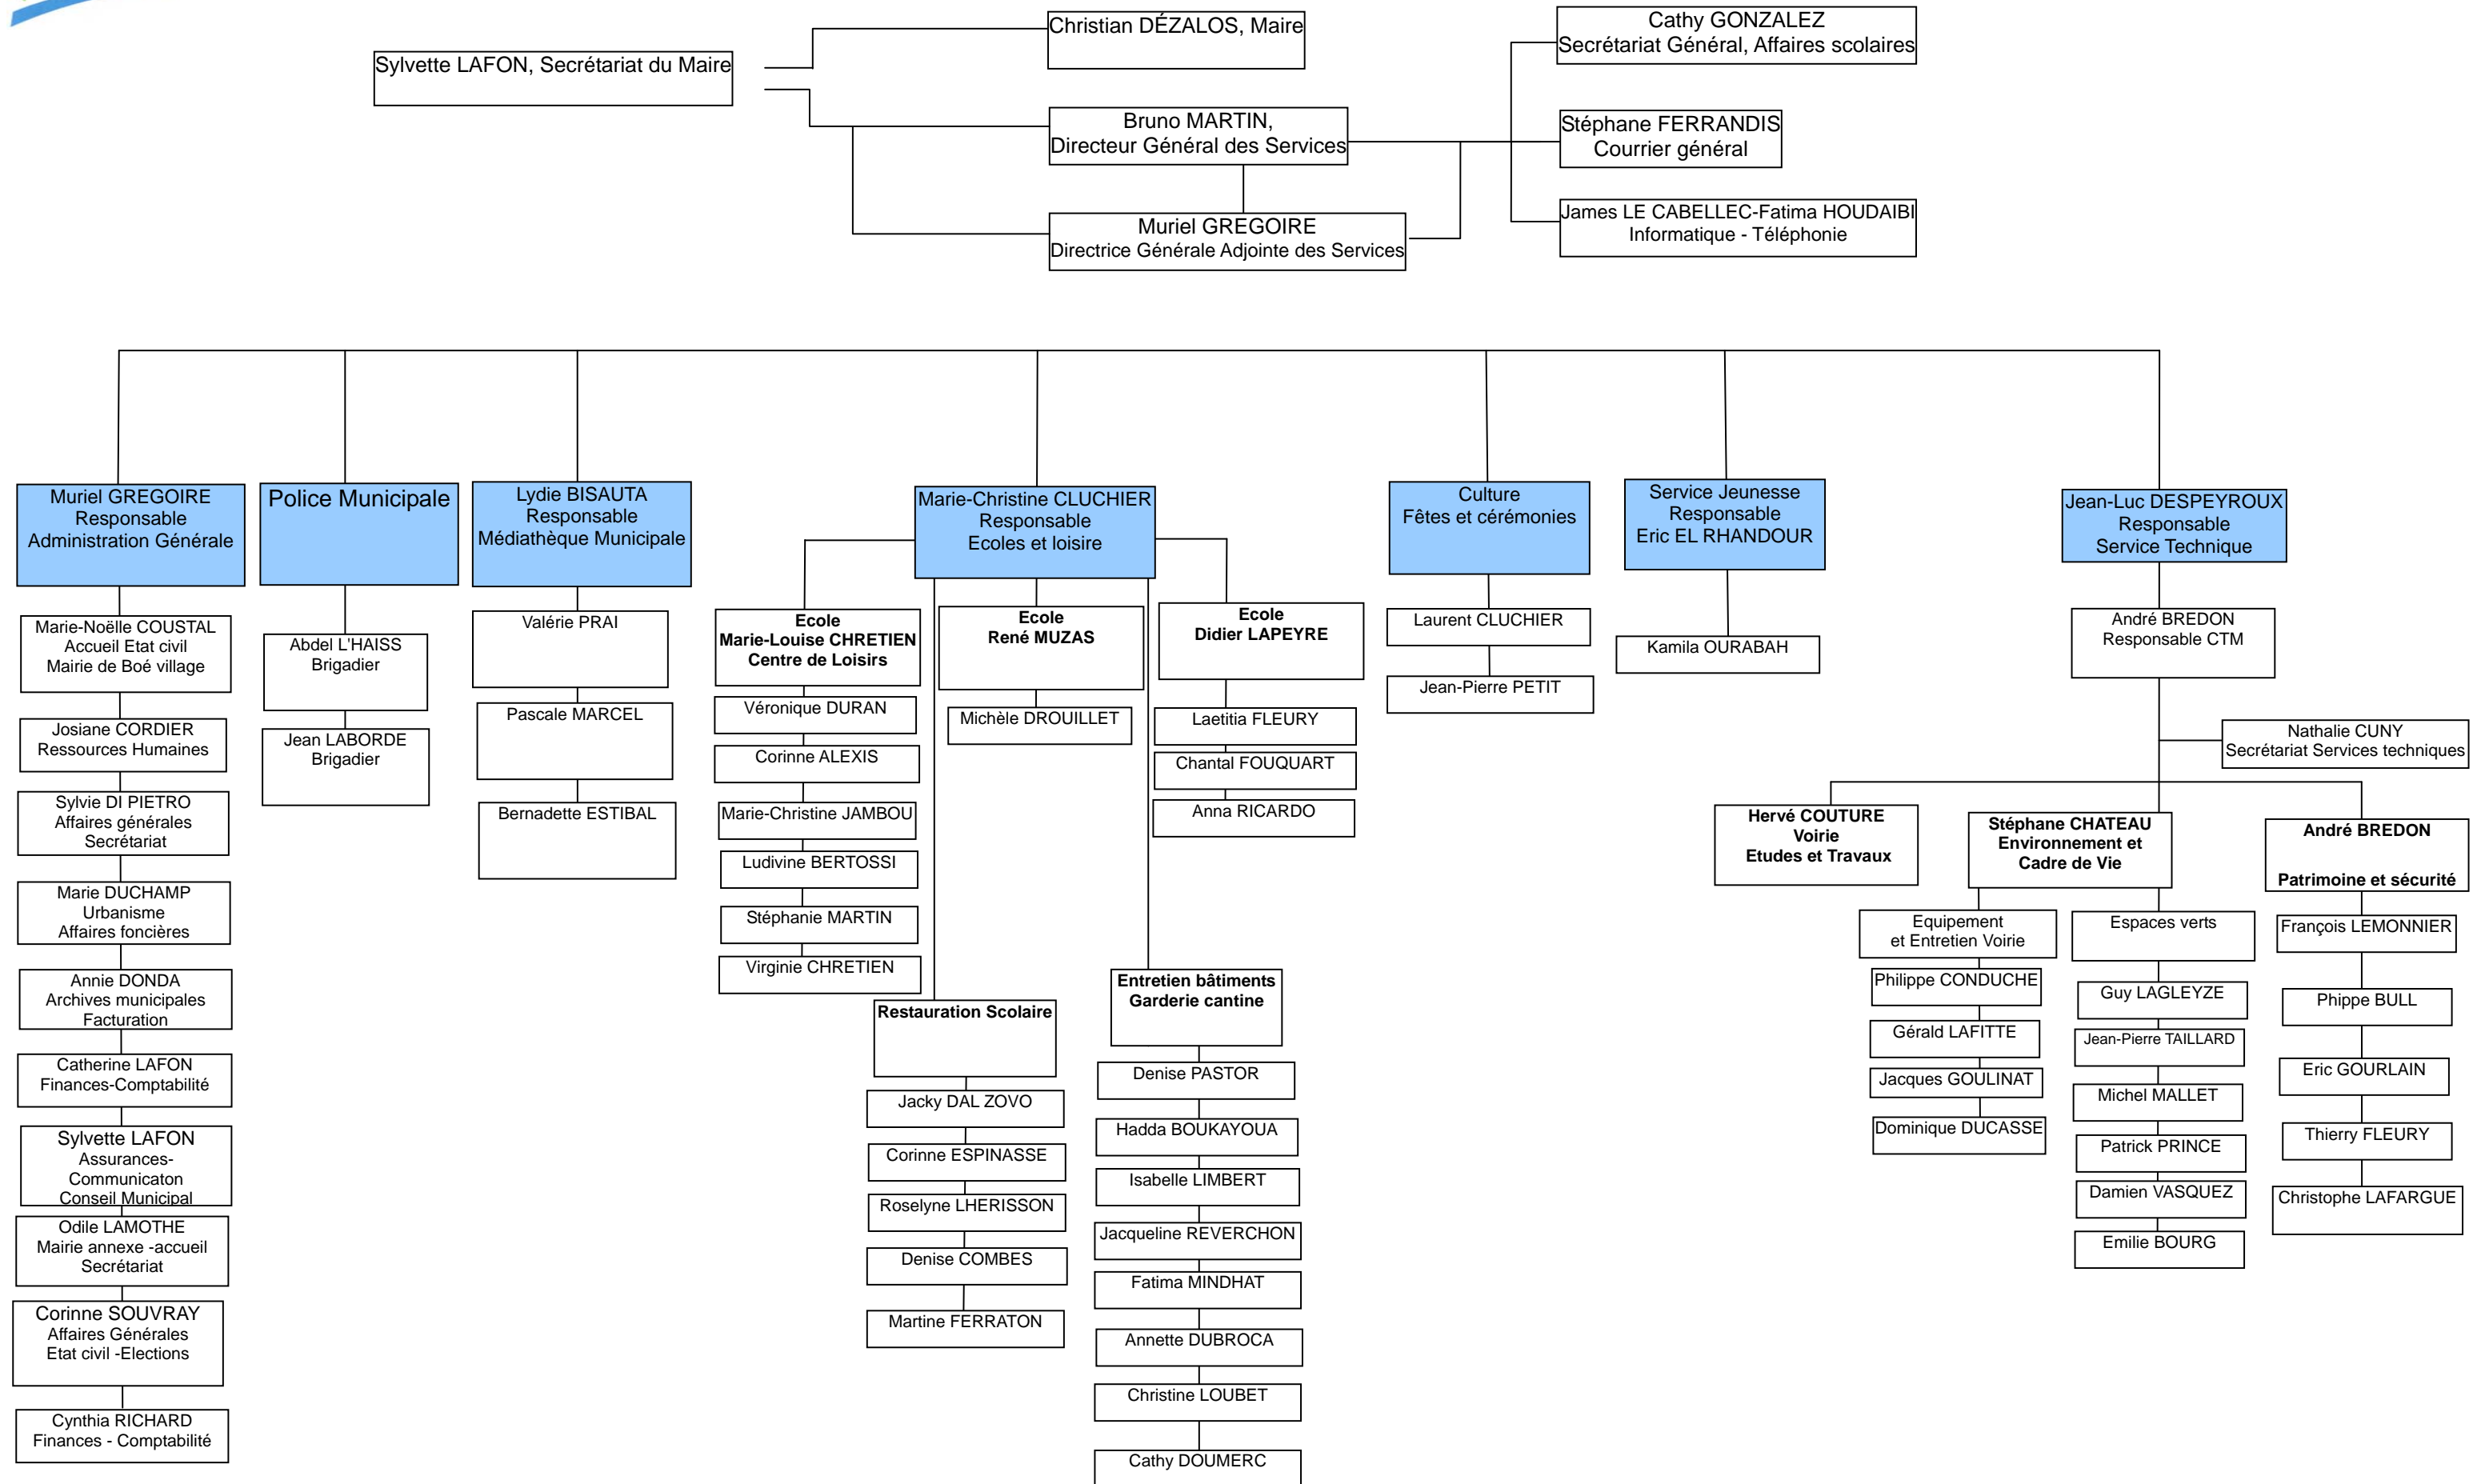 Christian DÉZALOS, Maire
Sylvette LAFON, Secrétariat du Maire
Cathy GONZALEZ
Secrétariat Général, Affaires scolaires
Bruno MARTIN,
Directeur Général des Services
Stéphane FERRANDIS
Courrier général
Muriel GREGOIRE
Directrice Générale Adjointe des Services
James LE CABELLEC-Fatima HOUDAIBI
Informatique - Téléphonie
Muriel GREGOIRE
Responsable
Administration Générale
Marie-Noëlle COUSTAL
Accueil Etat civil
Mairie de Boé village
Josiane CORDIER
Ressources Humaines
Sylvie DI PIETRO
Affaires générales
Secrétariat
Marie DUCHAMP
Urbanisme
Affaires foncières
Annie DONDA
Archives municipales
Facturation
Catherine LAFON
Finances-Comptabilité
Sylvette LAFON
Assurances-
Communicaton
Conseil Municipal
Odile LAMOTHE
Mairie annexe -accueil
Secrétariat
Corinne SOUVRAY
Affaires Générales
Etat civil -Elections
Cynthia RICHARD
Finances - Comptabilité
Police Municipale
Abdel L'HAISS
Brigadier
Jean LABORDE
Brigadier
Lydie BISAUTA
Responsable
Médiathèque Municipale
Valérie PRAI
Pascale MARCEL
Bernadette ESTIBAL
Marie-Christine CLUCHIER
Responsable
Ecoles et loisire
Ecole
Marie-Louise CHRETIEN
Centre de Loisirs
Véronique DURAN
Corinne ALEXIS
Marie-Christine JAMBOU
Ludivine BERTOSSI
Stéphanie MARTIN
Virginie CHRETIEN
Restauration Scolaire
Jacky DAL ZOVO
Corinne ESPINASSE
Roselyne LHERISSON
Denise COMBES
Martine FERRATON
Ecole
René MUZAS
Michèle DROUILLET
Entretien bâtiments
Garderie cantine
Denise PASTOR
Hadda BOUKAYOUA
Isabelle LIMBERT
Jacqueline REVERCHON
Fatima MINDHAT
Annette DUBROCA
Christine LOUBET
Cathy DOUMERC
Ecole
Didier LAPEYRE
Laetitia FLEURY
Chantal FOUQUART
Anna RICARDO
Culture
Fêtes et cérémonies
Laurent CLUCHIER
Jean-Pierre PETIT
Service Jeunesse
Responsable
Eric EL RHANDOUR
Kamila OURABAH
Jean-Luc DESPEYROUX
Responsable
Service Technique
André BREDON
Responsable CTM
Nathalie CUNY
Secrétariat Services techniques
Hervé COUTURE
Voirie
Etudes et Travaux
Stéphane CHATEAU
Environnement et
Cadre de Vie
Equipement
et Entretien Voirie
Philippe CONDUCHE
Gérald LAFITTE
Jacques GOULINAT
Dominique DUCASSE
Espaces verts
Guy LAGLEYZE
Jean-Pierre TAILLARD
Michel MALLET
Patrick PRINCE
Damien VASQUEZ
Emilie BOURG
André BREDON
Patrimoine et sécurité
François LEMONNIER
Phippe BULL
Eric GOURLAIN
Thierry FLEURY
Christophe LAFARGUE